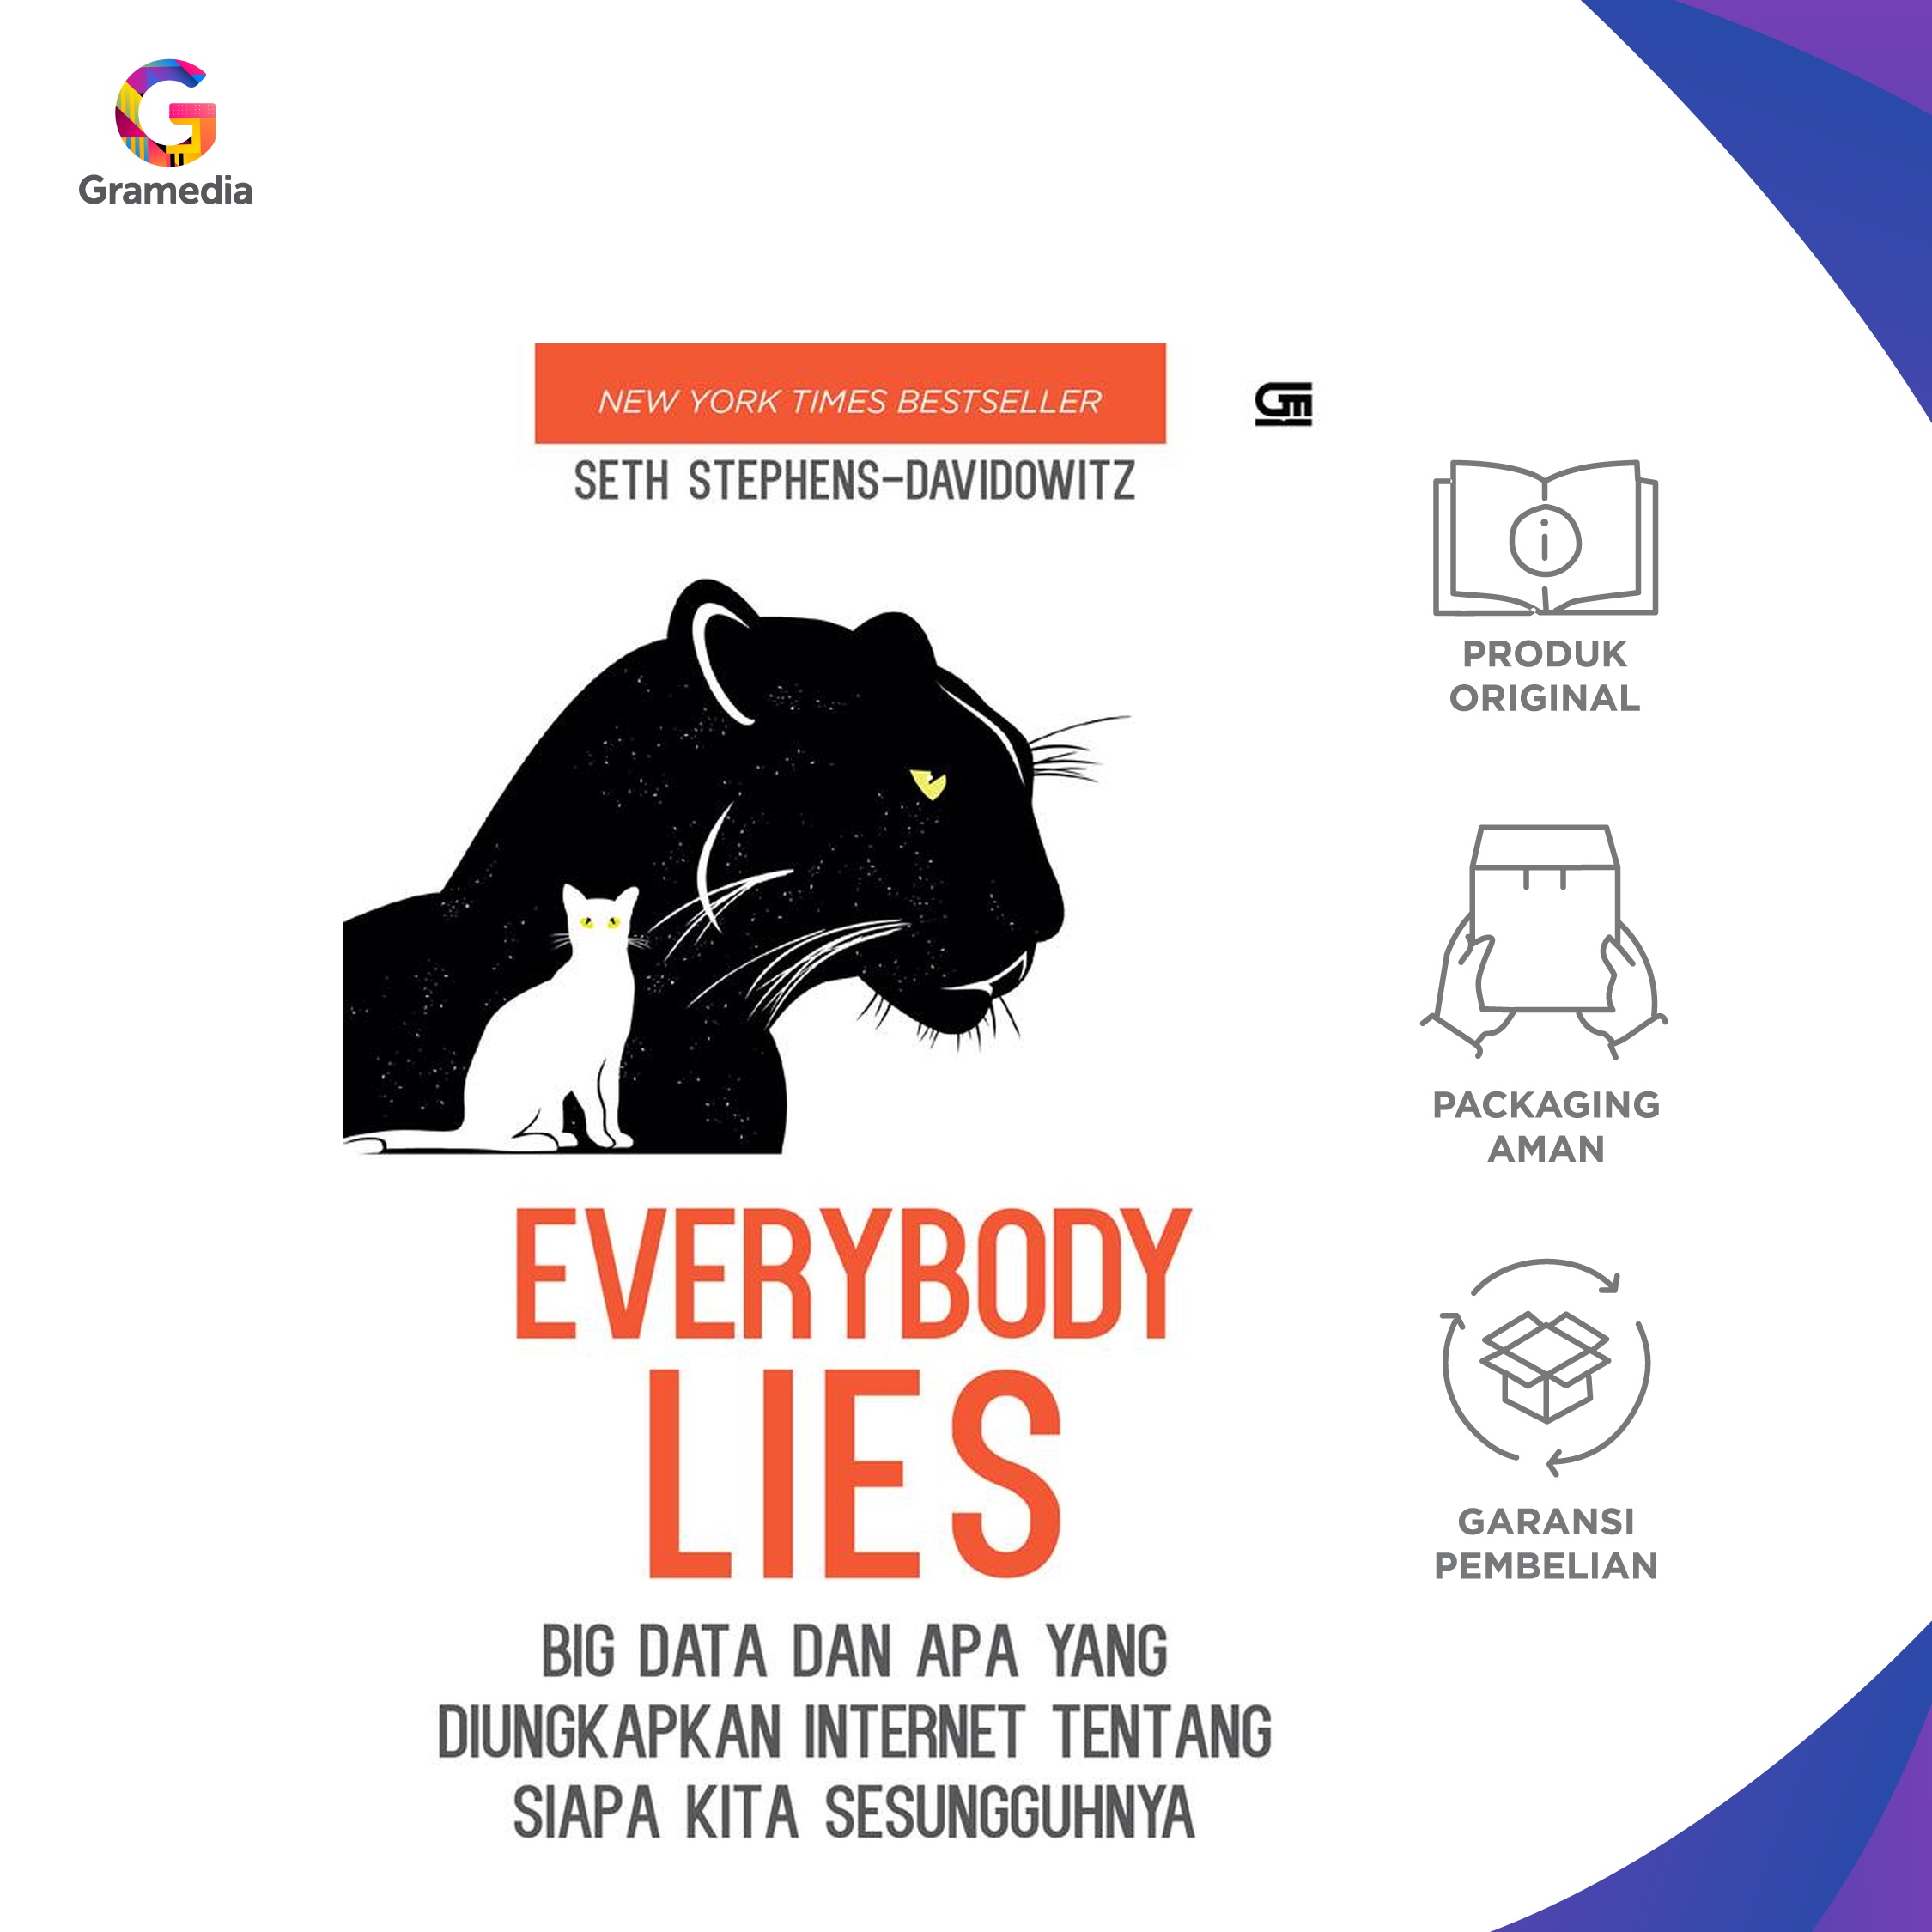 Gramedia
NEW YORK TIMES BESTSELLER
GM
SETH STEPHENS-DAVIDOWITZ
EVERYBODY
LIES
BIG DATA DAN APA YANG
DIUNGKAPKAN INTERNET TENTANG
SIAPA KITA SESUNGGUHNYA
i
PRODUK
ORIGINAL
PACKAGING
AMAN
GARANSI
PEMBELIAN